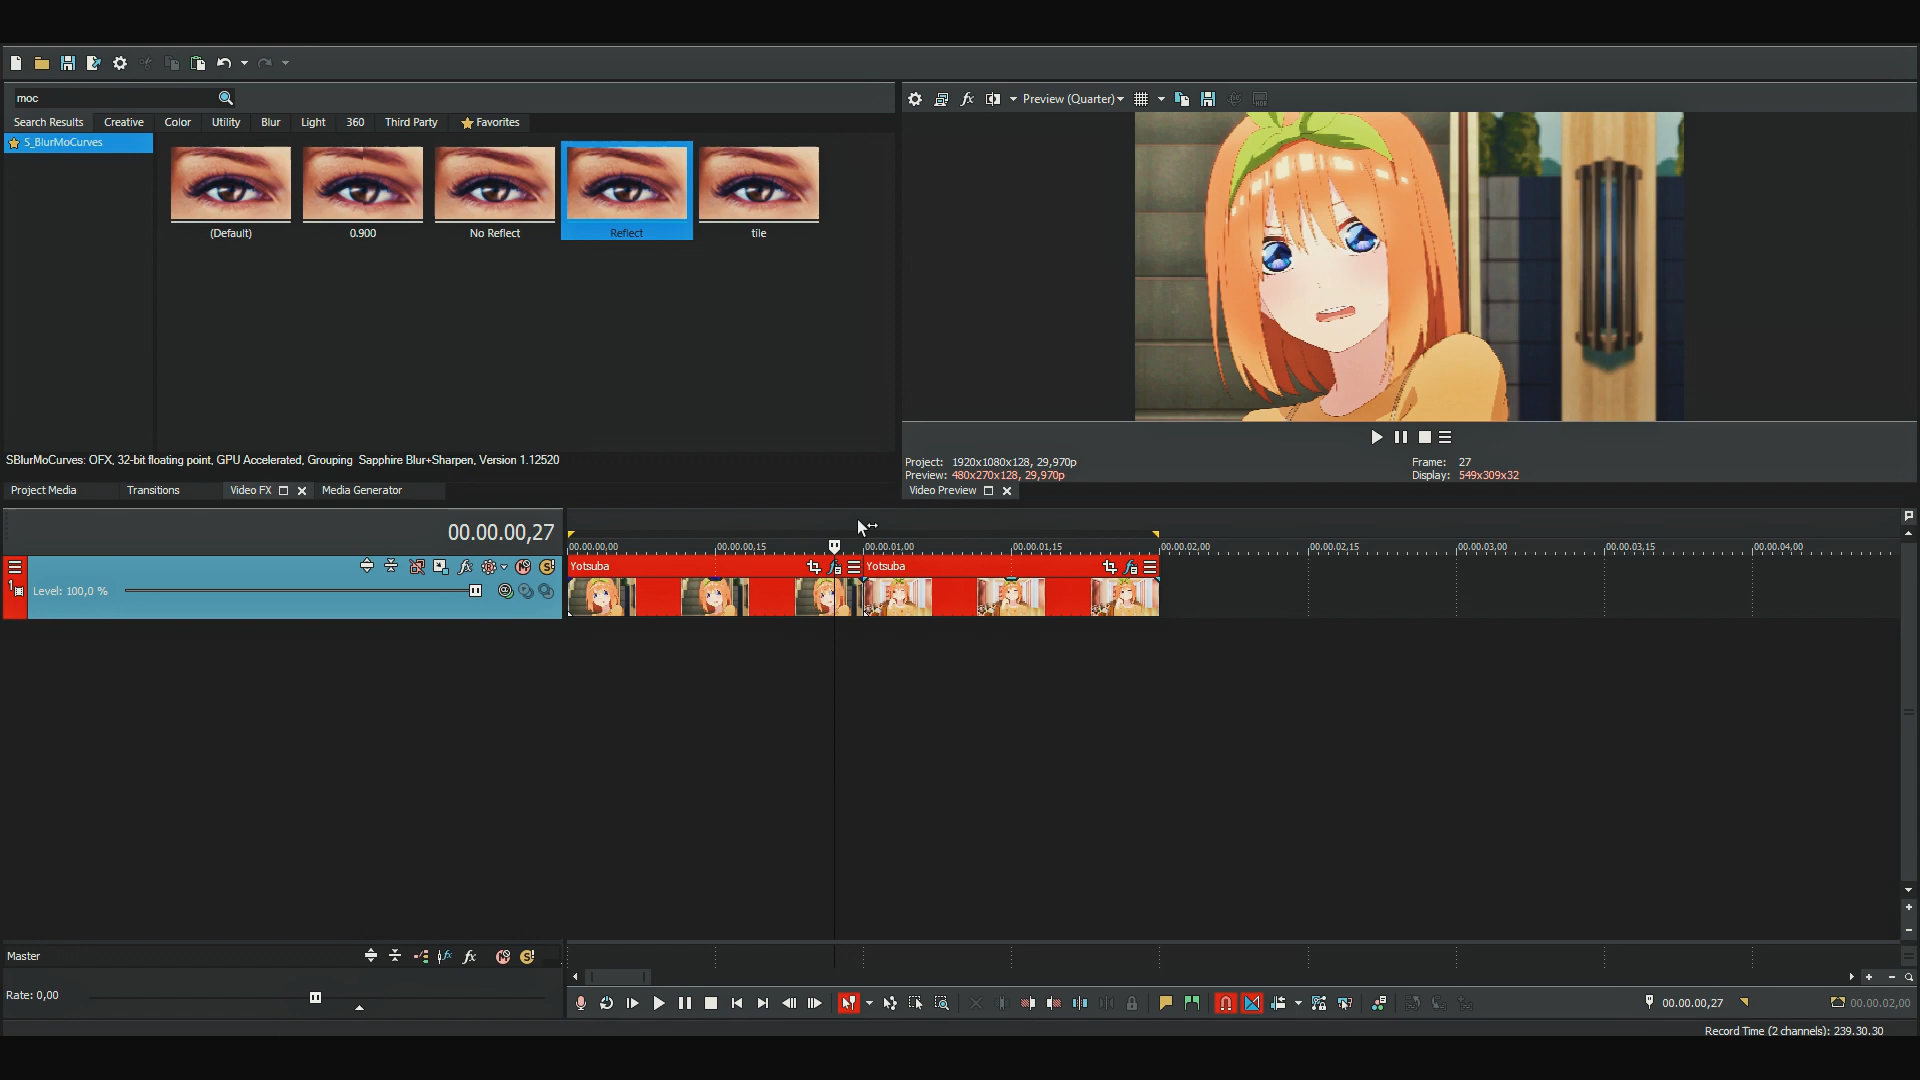 moc
Preview (Quarter)
Search Results Creative Color Utility Blur Light 360 Third Party Favorites
S_BlurMoCurves
(Default) 0.900 No Reflect Reflect tile
SBlurMoCurves: OFX, 32-bit floating point, GPU Accelerated, Grouping Sapphire Blur+Sharpen, Version 1.12520
Project: 1920x1080x128, 29,970p
Frame: 27
Preview: 480x270x128, 29,970p
Display: 549x309x32
Project Media Transitions Video FX Media Generator
Video Preview
00.00.00,27
00.00.00,00 00.00.00,15 00.00.01,00 00.00.01,15 00.00.02,00 00.00.02,15 00.00.03,00 00.00.03,15 00.00.04,00
Yotsuba Yotsuba
1
Level: 100,0 %
Master
Rate: 0,00
00.00.00,27 00.00.02,00
Record Time (2 channels): 239.30.30